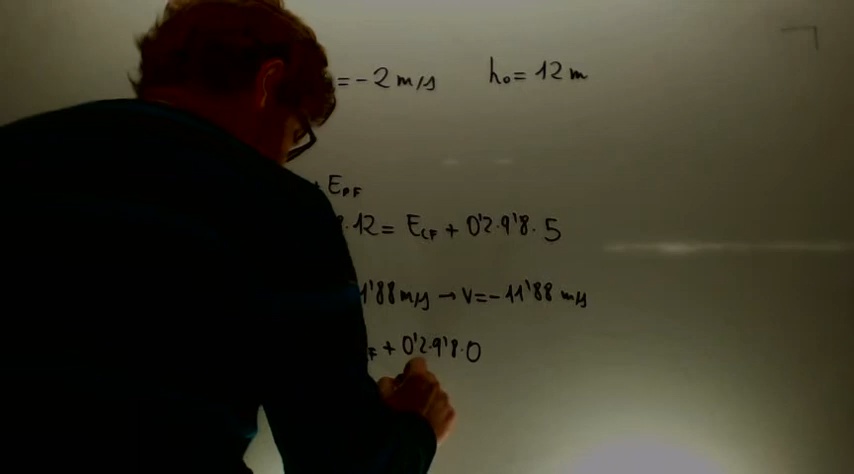 =-2 m/s h₀= 12 m
+ E_PF
.12= E_CF + 0'2.9'8.5
1'88 m/s → v=-11'88 m/s
F + 0'2.9'8.0